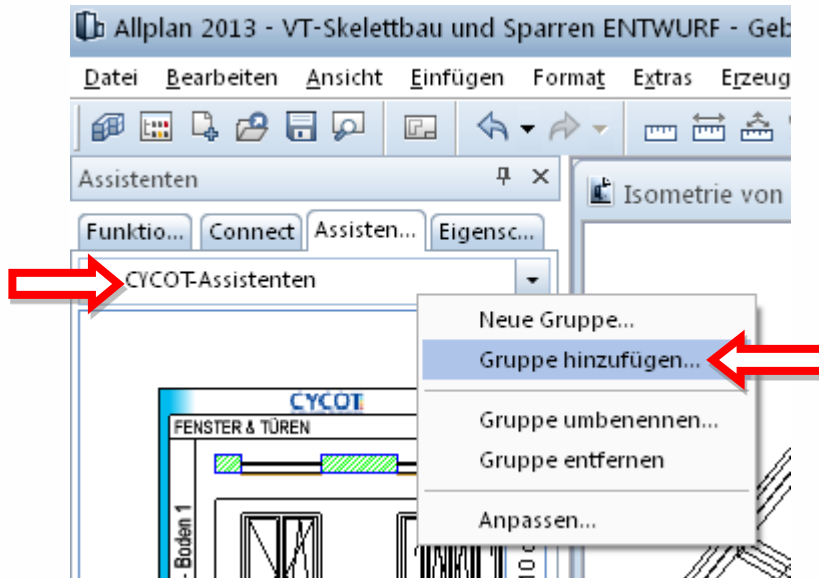 Allplan 2013 - VT-Skelettbau und Sparren ENTWURF - Geb
Datei Bearbeiten Ansicht Einfügen Format Extras Erzeug
Assistenten
Isometrie von
Funktio... Connect Assisten... Eigensc...
CYCOT-Assistenten
Neue Gruppe...
Gruppe hinzufügen...
Gruppe umbenennen...
Gruppe entfernen
Anpassen...
CYCOT
FENSTER & TÜREN
- Boden 1